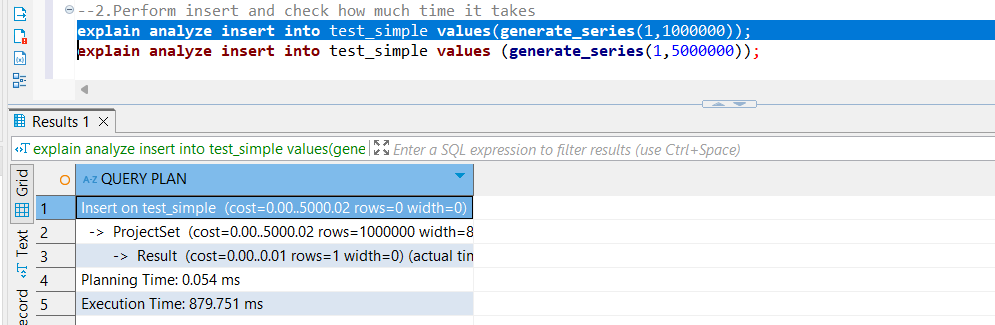 --2.Perform insert and check how much time it takes
explain analyze insert into test_simple values(generate_series(1,1000000));
explain analyze insert into test_simple values (generate_series(1,5000000));
Results 1
explain analyze insert into test_simple values(gene
Enter a SQL expression to filter results (use Ctrl+Space)
Grid
A-Z QUERY PLAN
1 Insert on test_simple (cost=0.00..5000.02 rows=0 width=0)
2 -> ProjectSet (cost=0.00..5000.02 rows=1000000 width=8
Text
3 -> Result (cost=0.00..0.01 rows=1 width=0) (actual tin
4 Planning Time: 0.054 ms
5 Execution Time: 879.751 ms
ecord